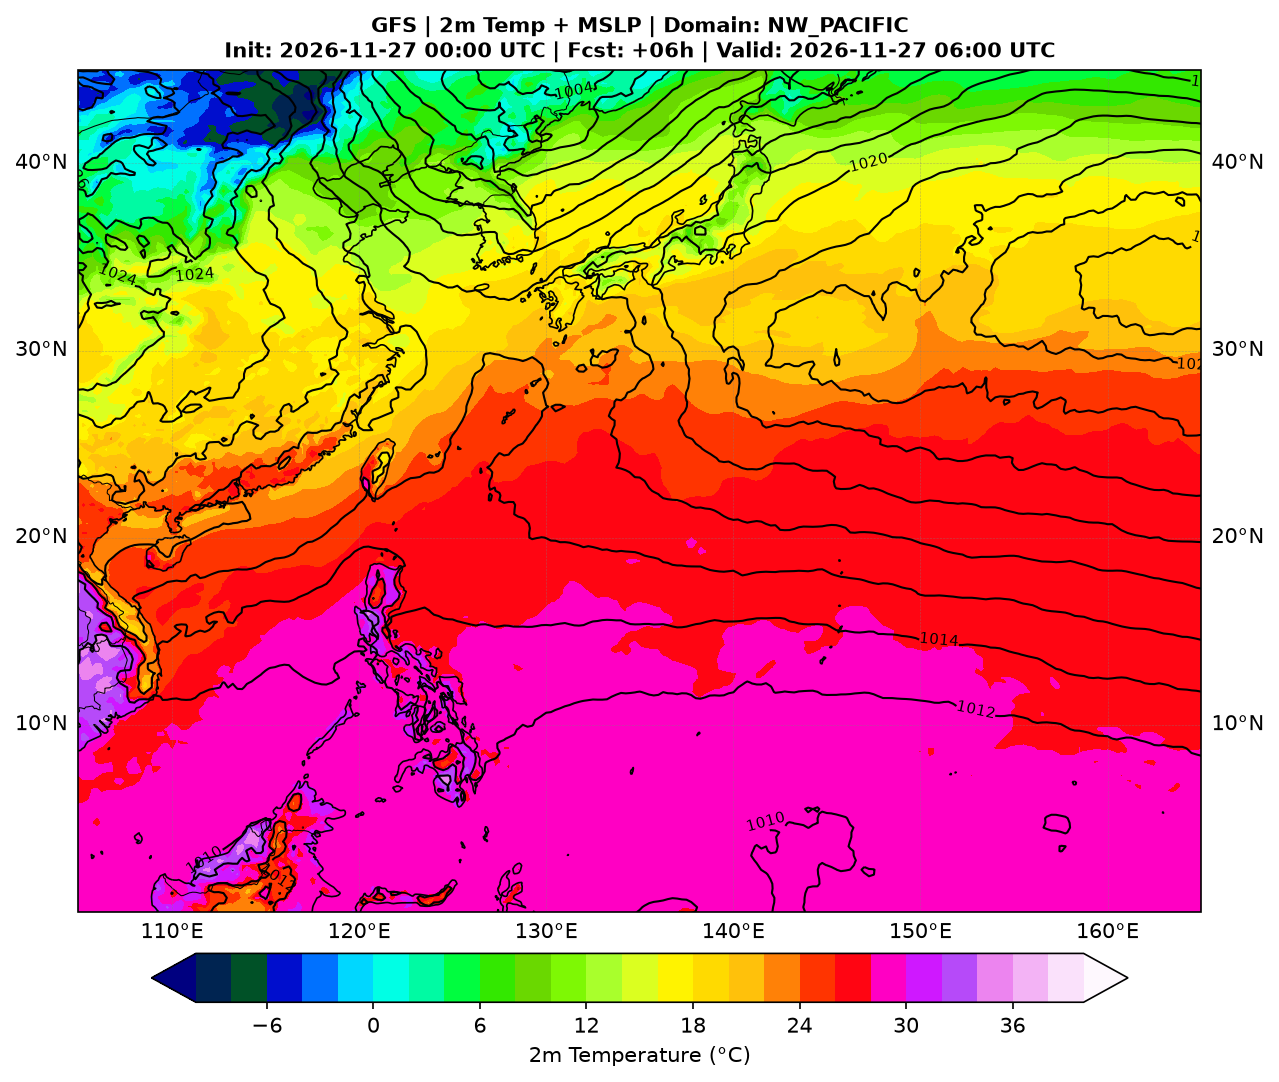 GFS | 2m Temp + MSLP | Domain: NW_PACIFIC
Init: 2026-11-27 00:00 UTC | Fcst: +06h | Valid: 2026-11-27 06:00 UTC
1004
40°N
1020
40°N
1024
1024
30°N
30°N
20°N
20°N
1014
10°N
1012
10°N
1010
1010
110°E
120°E
130°E
140°E
150°E
160°E
−6
0
6
12
18
24
30
36
2m Temperature (°C)